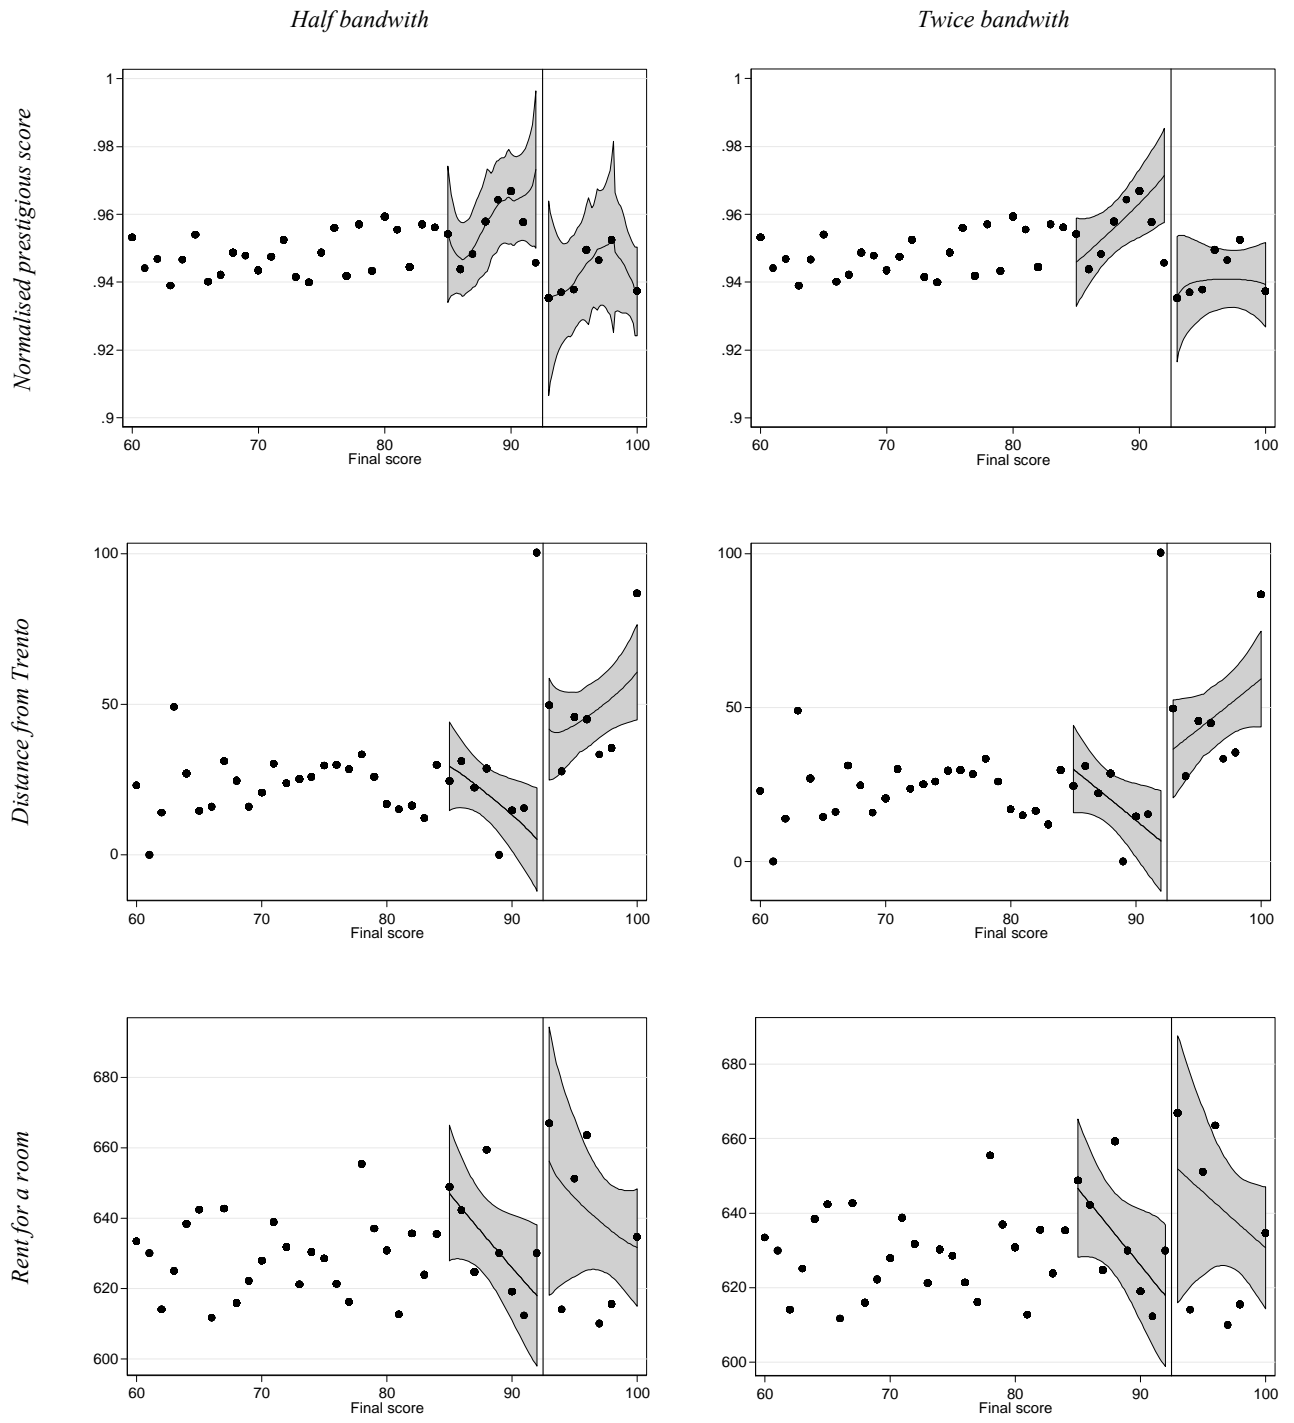 Half bandwith
Twice bandwith
Normalised prestigious score
1
.98
.96
.94
.92
.9
60 70 80 90 100
Final score
1
.98
.96
.94
.92
.9
60 70 80 90 100
Final score
Distance from Trento
100
50
0
60 70 80 90 100
Final score
100
50
0
60 70 80 90 100
Final score
Rent for a room
680
660
640
620
600
60 70 80 90 100
Final score
680
660
640
620
600
60 70 80 90 100
Final score